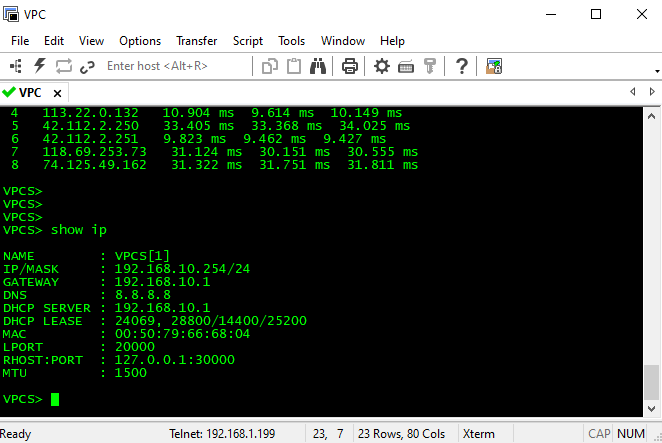 VPC
File Edit View Options Transfer Script Tools Window Help
Enter host <Alt+R>
VPC
4 113.22.0.132 10.904 ms 9.614 ms 10.149 ms
5 42.112.2.250 33.405 ms 33.368 ms 34.025 ms
6 42.112.2.251 9.823 ms 9.462 ms 9.427 ms
7 118.69.253.73 31.124 ms 30.151 ms 30.555 ms
8 74.125.49.162 31.322 ms 31.751 ms 31.811 ms
VPCS>
VPCS>
VPCS>
VPCS> show ip
NAME : VPCS[1]
IP/MASK : 192.168.10.254/24
GATEWAY : 192.168.10.1
DNS : 8.8.8.8
DHCP SERVER : 192.168.10.1
DHCP LEASE : 24069, 28800/14400/25200
MAC : 00:50:79:66:68:04
LPORT : 20000
RHOST:PORT : 127.0.0.1:30000
MTU : 1500
VPCS>
Ready Telnet: 192.168.1.199 23, 7 23 Rows, 80 Cols Xterm CAP NUM